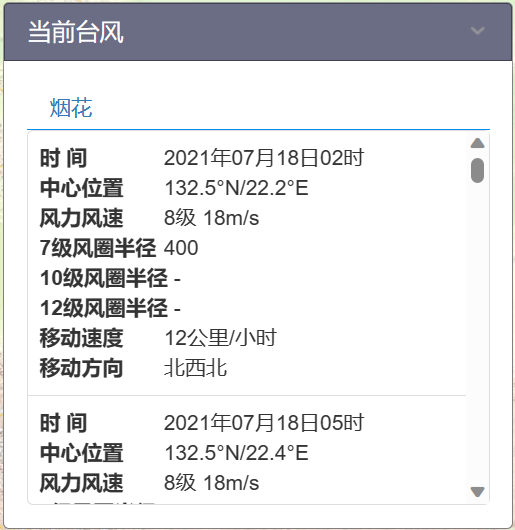 当前台风
烟花
时 间 2021年07月18日02时
中心位置 132.5°N/22.2°E
风力风速 8级 18m/s
7级风圈半径 400
10级风圈半径 -
12级风圈半径 -
移动速度 12公里/小时
移动方向 北西北
时 间 2021年07月18日05时
中心位置 132.5°N/22.4°E
风力风速 8级 18m/s